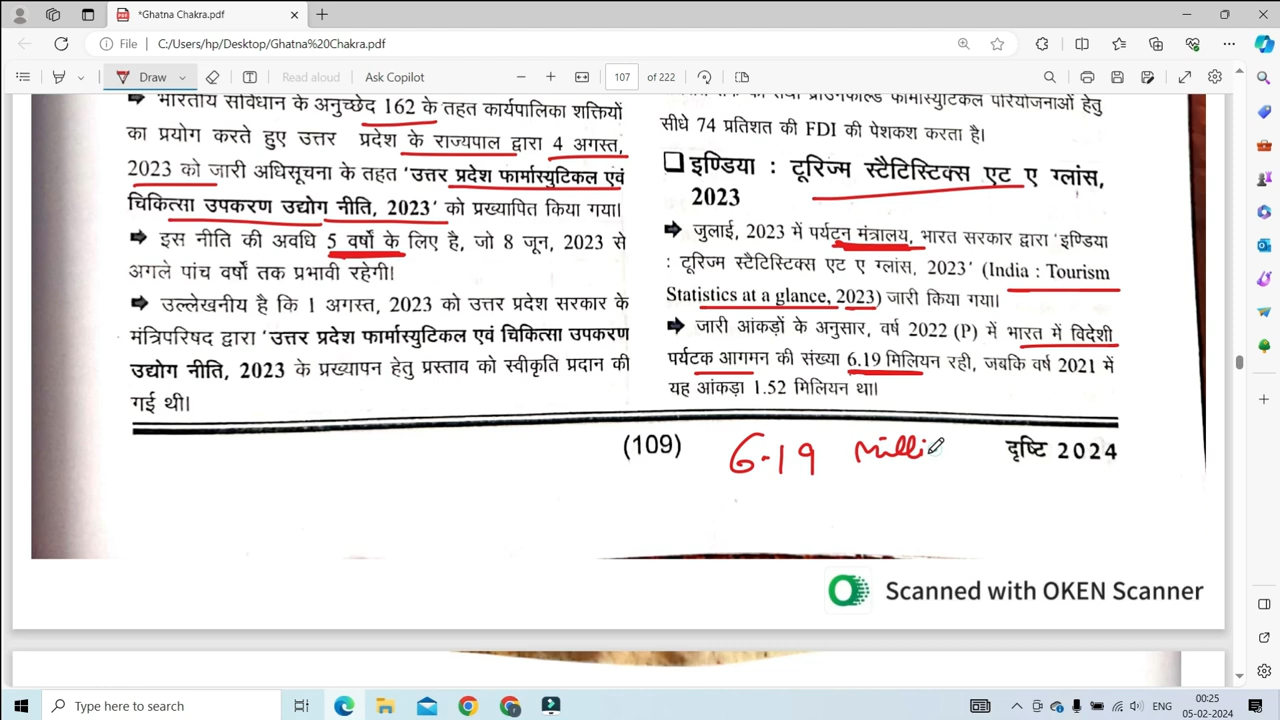 *Ghatna Chakra.pdf
File
C:/Users/hp/Desktop/Ghatna%20Chakra.pdf
Draw
Read aloud
Ask Copilot
107
of 222
भारतीय संविधान के अनुच्छेद 162 के तहत कार्यपालिका शक्तियों
का प्रयोग करते हुए उत्तर प्रदेश के राज्यपाल द्वारा 4 अगस्त,
2023 को जारी अधिसूचना के तहत 'उत्तर प्रदेश फार्मास्युटिकल एवं
चिकित्सा उपकरण उद्योग नीति, 2023' को प्रख्यापित किया गया।
इस नीति की अवधि 5 वर्षों के लिए है, जो 8 जून, 2023 से
अगले पांच वर्षों तक प्रभावी रहेगी।
उल्लेखनीय है कि 1 अगस्त, 2023 को उत्तर प्रदेश सरकार के
मंत्रिपरिषद द्वारा 'उत्तर प्रदेश फार्मास्युटिकल एवं चिकित्सा उपकरण
उद्योग नीति, 2023 के प्रख्यापन हेतु प्रस्ताव को स्वीकृति प्रदान की
गई थी।
तथा ब्राउनफील्ड फार्मास्युटिकल परियोजनाओं हेतु
सीधे 74 प्रतिशत की FDI की पेशकश करता है।
इण्डिया : टूरिज्म स्टैटिस्टिक्स एट ए ग्लांस,
2023
जुलाई, 2023 में पर्यटन मंत्रालय, भारत सरकार द्वारा 'इण्डिया
: टूरिज्म स्टैटिस्टिक्स एट ए ग्लांस, 2023' (India : Tourism
Statistics at a glance, 2023) जारी किया गया।
जारी आंकड़ों के अनुसार, वर्ष 2022 (P) में भारत में विदेशी
पर्यटक आगमन की संख्या 6.19 मिलियन रही, जबकि वर्ष 2021 में
यह आंकड़ा 1.52 मिलियन था।
(109)
6.19 Milli
दृष्टि 2024
Scanned with OKEN Scanner
Type here to search
ENG
00:25
05-02-2024